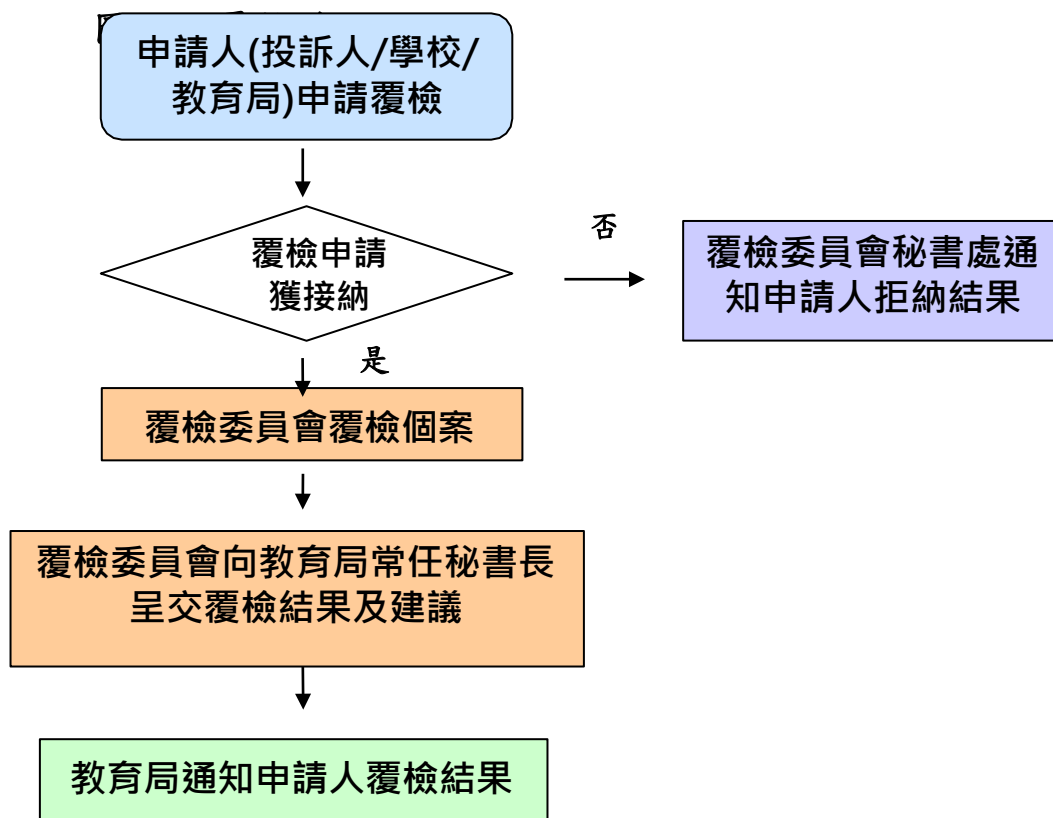 申請人(投訴人/學校/
教育局)申請覆檢
覆檢申請
獲接納
否
覆檢委員會秘書處通
知申請人拒納結果
是
覆檢委員會覆檢個案
覆檢委員會向教育局常任秘書長
呈交覆檢結果及建議
教育局通知申請人覆檢結果